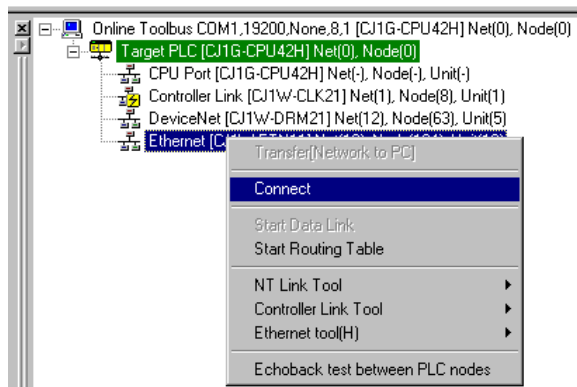 Online Toolbus COM1,19200,None,8,1 [CJ1G-CPU42H] Net(0), Node(0)
Target PLC [CJ1G-CPU42H] Net(0), Node(0)
CPU Port [CJ1G-CPU42H] Net(-), Node(-), Unit(-)
Controller Link [CJ1W-CLK21] Net(1), Node(8), Unit(1)
DeviceNet [CJ1W-DRM21] Net(12), Node(63), Unit(5)
Ethernet
Transfer[Network to PC]
Connect
Start Data Link
Start Routing Table
NT Link Tool
Controller Link Tool
Ethernet tool(H)
Echoback test between PLC nodes